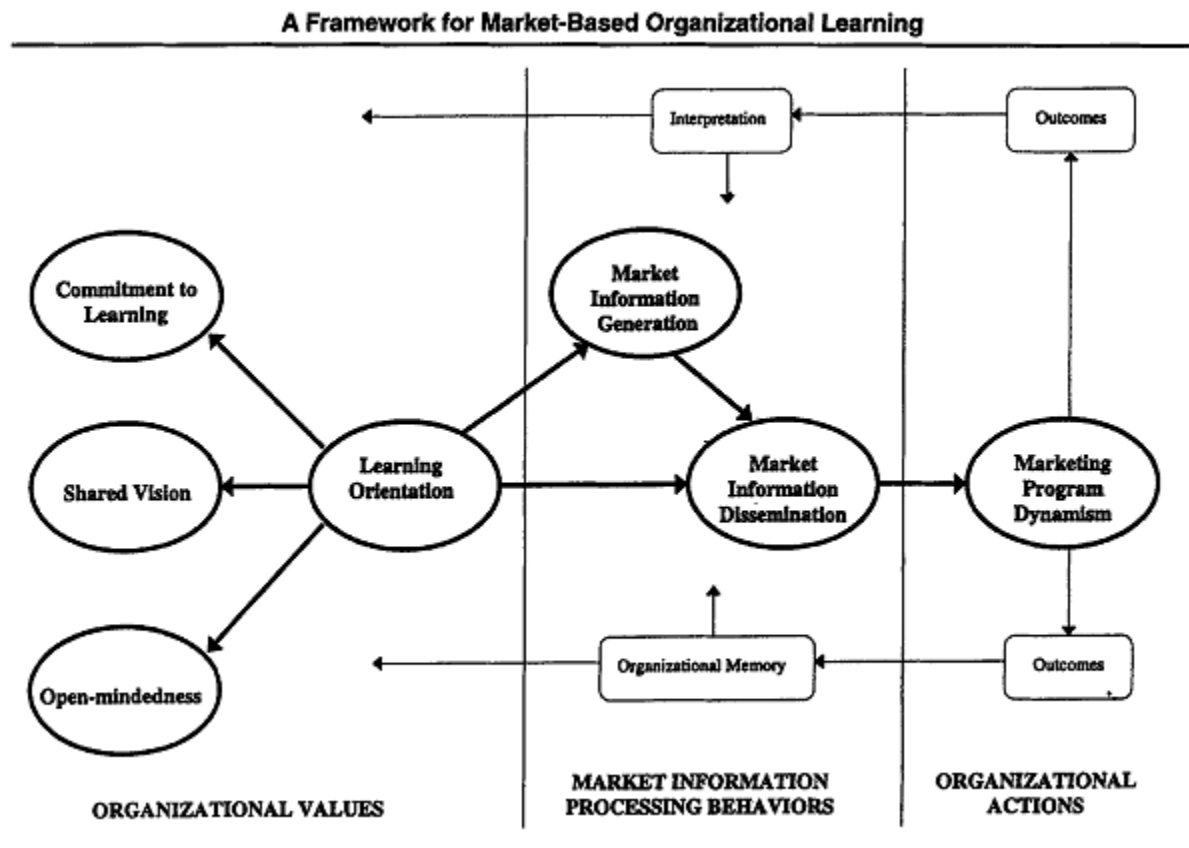 A Framework for Market-Based Organizational Learning
Interpretation
Outcomes
Commitment to
Learning
Market
Information
Generation
Shared Vision
Learning
Orientation
Market
Information
Dissemination
Marketing
Program
Dynamism
Open-mindedness
Organizational Memory
Outcomes
ORGANIZATIONAL VALUES
MARKET INFORMATION
PROCESSING BEHAVIORS
ORGANIZATIONAL
ACTIONS